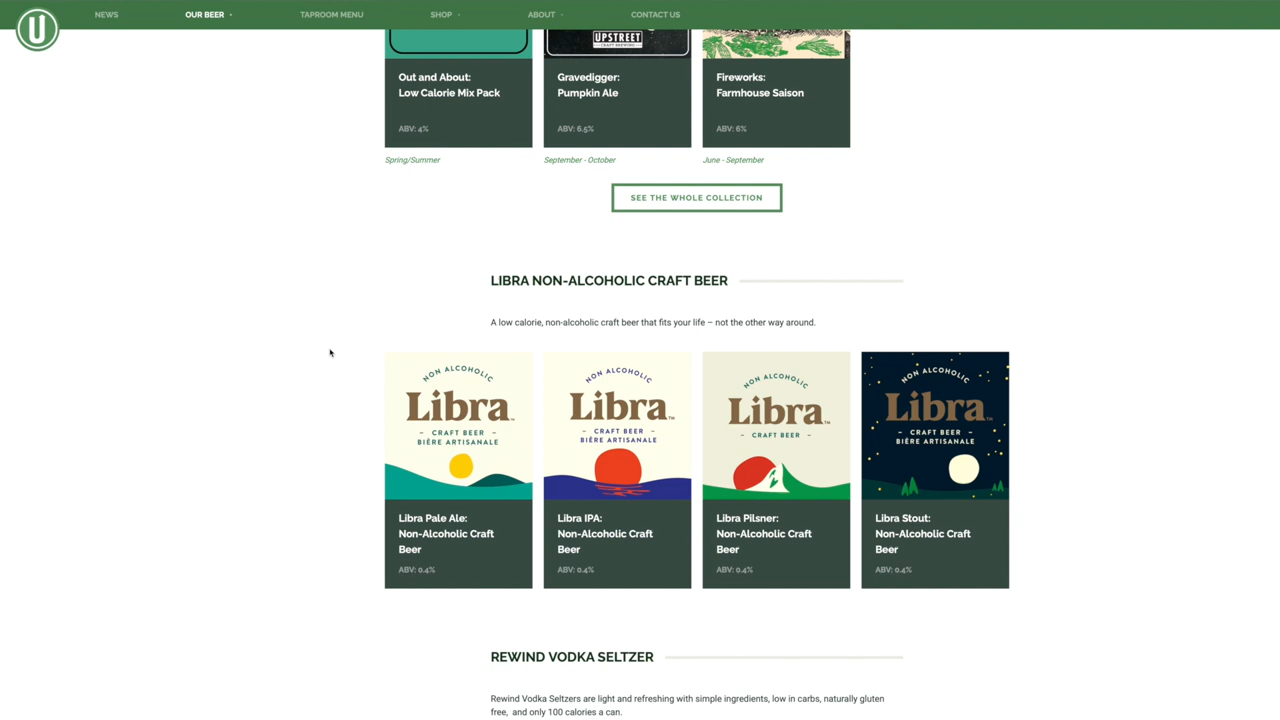 U
NEWS
OUR BEER
TAPROOM MENU
SHOP
ABOUT
CONTACT US
UPSTREET
CRAFT BREWING
Out and About:
Low Calorie Mix Pack
ABV: 4%
Spring/Summer
Gravedigger:
Pumpkin Ale
ABV: 6.5%
September - October
Fireworks:
Farmhouse Saison
ABV: 6%
June - September
SEE THE WHOLE COLLECTION
LIBRA NON-ALCOHOLIC CRAFT BEER
A low calorie, non-alcoholic craft beer that fits your life – not the other way around.
NON ALCOHOLIC
Libra™
– CRAFT BEER –
BIÈRE ARTISANALE
Libra Pale Ale:
Non-Alcoholic Craft
Beer
ABV: 0.4%
NON ALCOHOLIC
Libra™
– CRAFT BEER –
BIÈRE ARTISANALE
Libra IPA:
Non-Alcoholic Craft
Beer
ABV: 0.4%
NON ALCOHOLIC
Libra™
– CRAFT BEER –
Libra Pilsner:
Non-Alcoholic Craft
Beer
ABV: 0.4%
NON ALCOHOLIC
Libra™
– CRAFT BEER –
BIÈRE ARTISANALE
Libra Stout:
Non-Alcoholic Craft
Beer
ABV: 0.4%
REWIND VODKA SELTZER
Rewind Vodka Seltzers are light and refreshing with simple ingredients, low in carbs, naturally gluten
free, and only 100 calories a can.